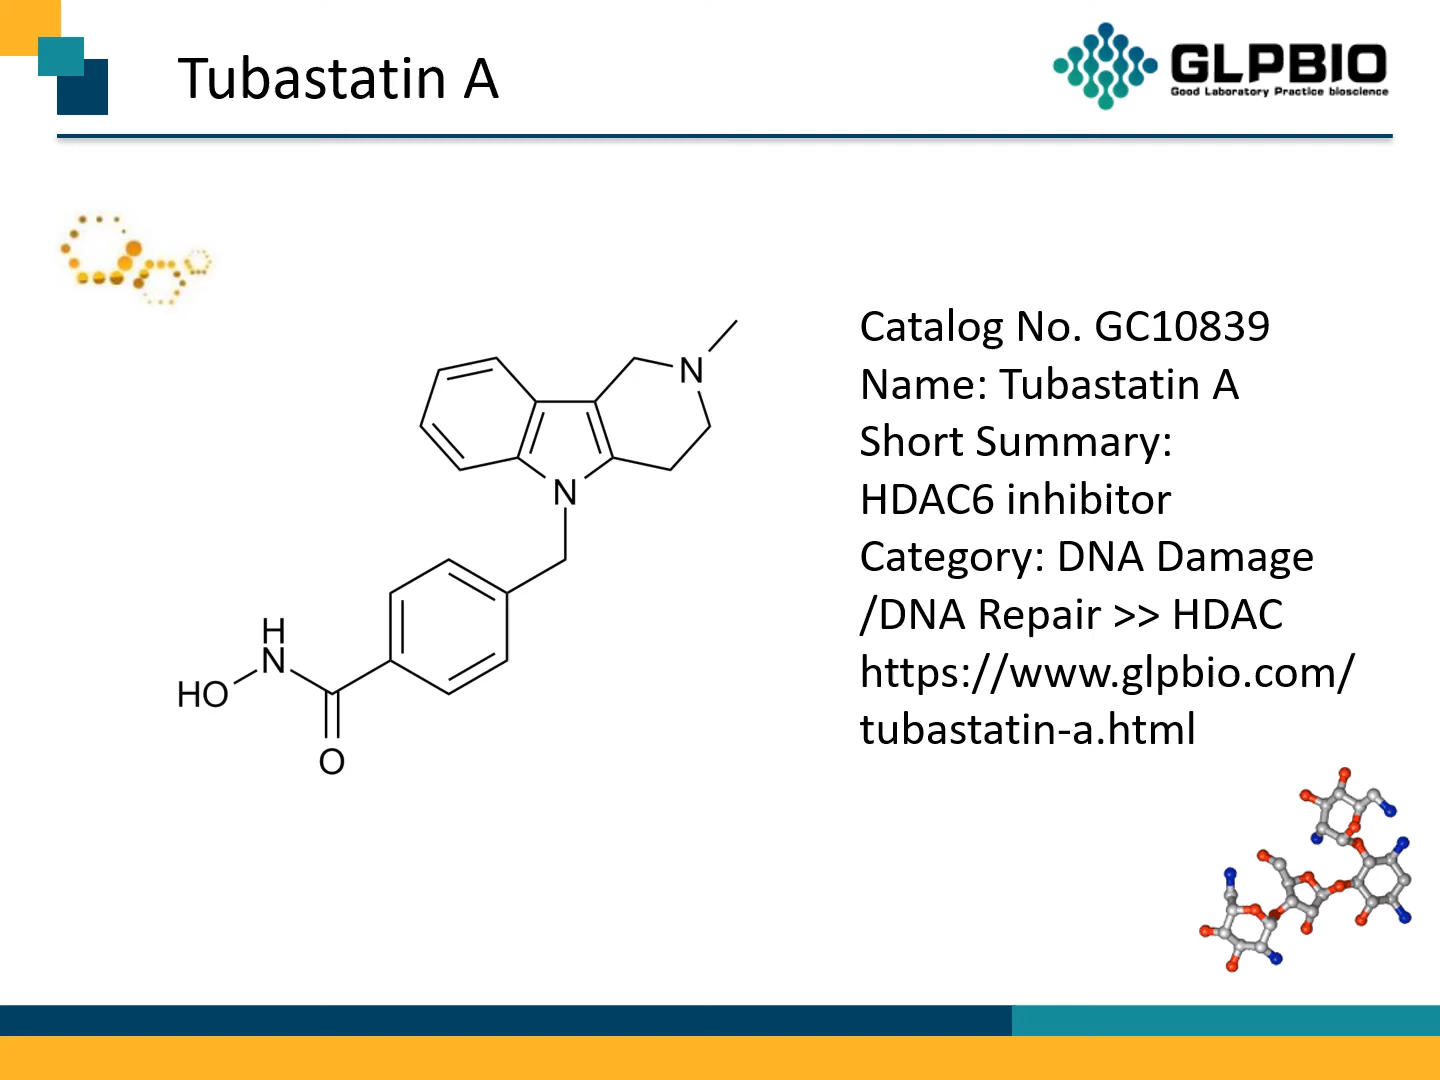 Tubastatin A
GLPBIO
Good Laboratory Practice bioscience
Catalog No. GC10839
Name: Tubastatin A
Short Summary:
HDAC6 inhibitor
Category: DNA Damage
/DNA Repair >> HDAC
https://www.glpbio.com/
tubastatin-a.html
N
N
H
N
HO
O